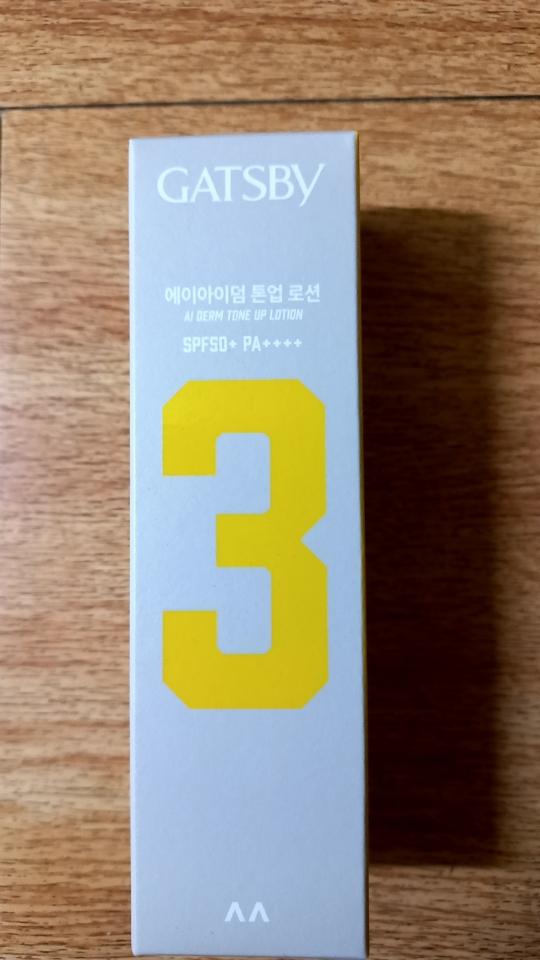 GATSBY
에이아이덤 톤업 로션
AI DERM TONE UP LOTION
SPF50+ PA++++
3